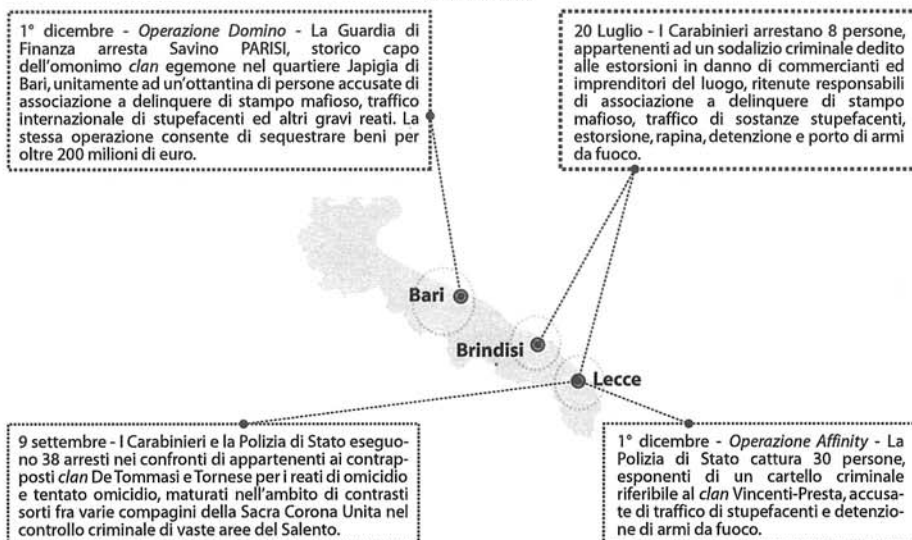 1° dicembre - Operazione Domino - La Guardia di
Finanza arresta Savino PARISI, storico capo
dell'omonimo clan egemone nel quartiere Japigia di
Bari, unitamente ad un'ottantina di persone accusate di
associazione a delinquere di stampo mafioso, traffico
internazionale di stupefacenti ed altri gravi reati. La
stessa operazione consente di sequestrare beni per
oltre 200 milioni di euro.
20 Luglio - I Carabinieri arrestano 8 persone,
appartenenti ad un sodalizio criminale dedito
alle estorsioni in danno di commercianti ed
imprenditori del luogo, ritenute responsabili
di associazione a delinquere di stampo
mafioso, traffico di sostanze stupefacenti,
estorsione, rapina, detenzione e porto di armi
da fuoco.
Bari
Brindisi
Lecce
9 settembre - I Carabinieri e la Polizia di Stato eseguo-
no 38 arresti nei confronti di appartenenti ai contrap-
posti clan De Tommasi e Tornese per i reati di omicidio
e tentato omicidio, maturati nell'ambito di contrasti
sorti fra varie compagini della Sacra Corona Unita nel
controllo criminale di vaste aree del Salento.
1° dicembre - Operazione Affinity - La
Polizia di Stato cattura 30 persone,
esponenti di un cartello criminale
riferibile al clan Vincenti-Presta, accusa-
te di traffico di stupefacenti e detenzio-
ne di armi da fuoco.